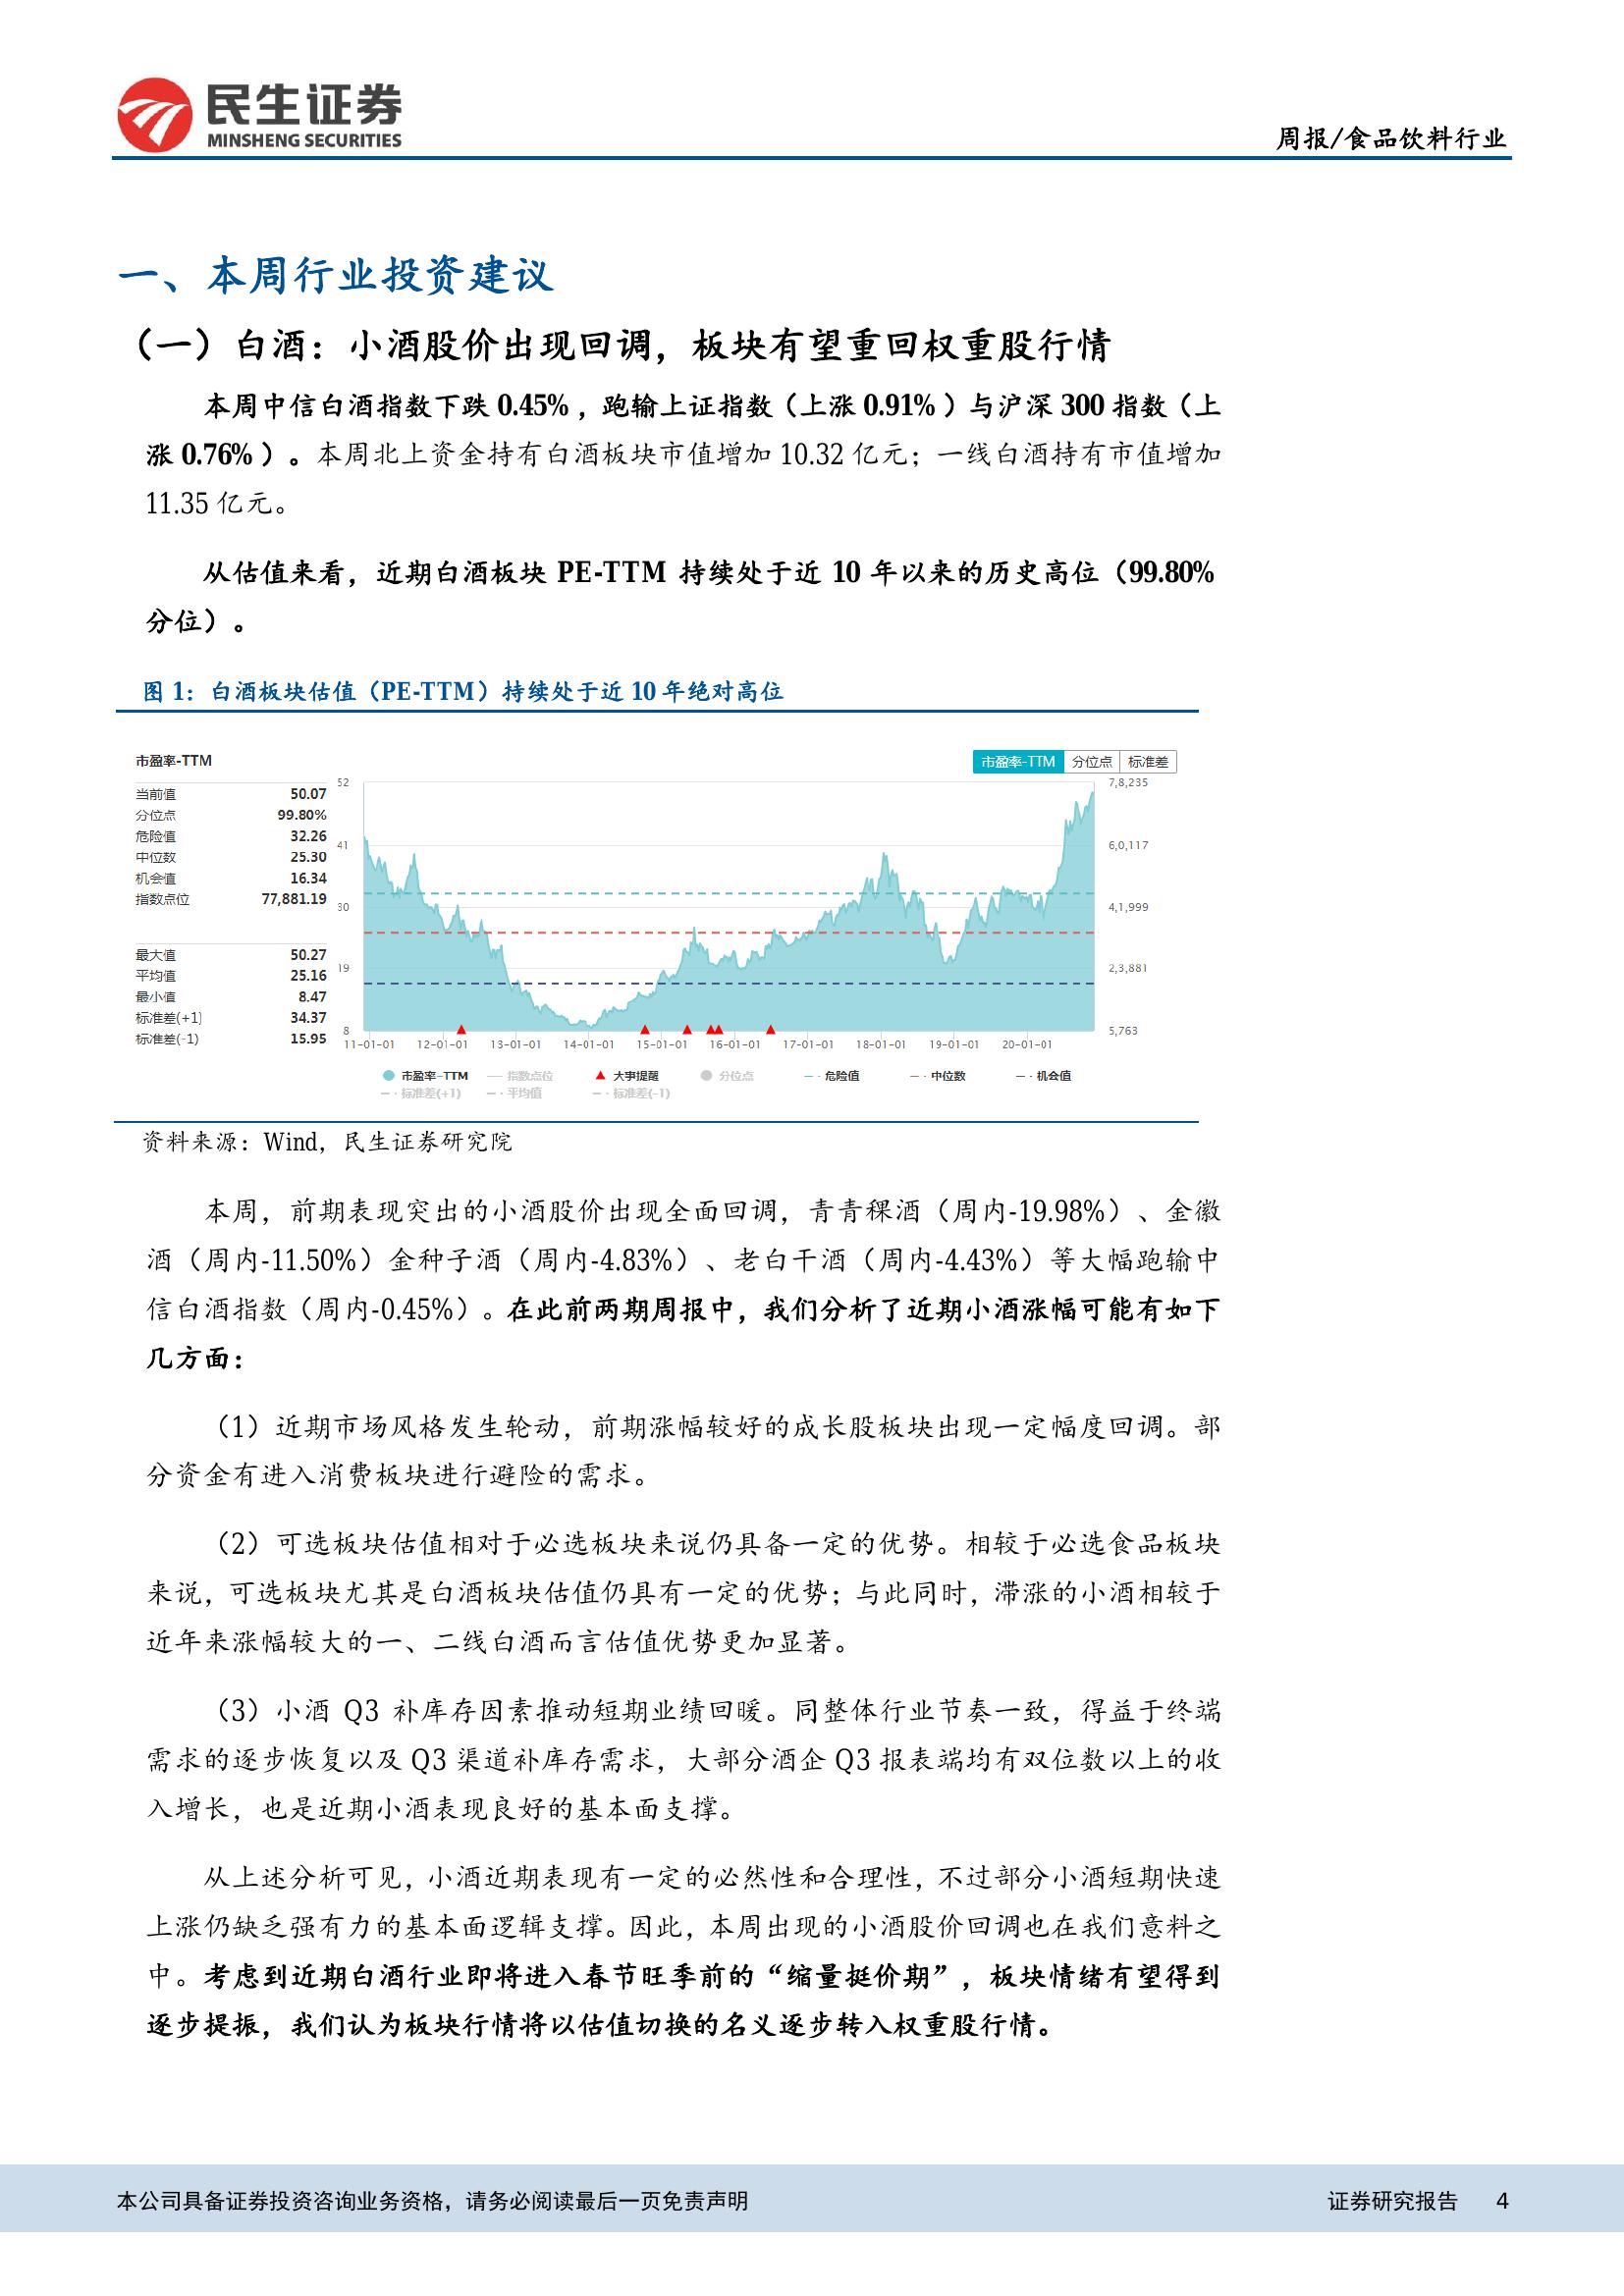 民生证券
MINSHENG SECURITIES
周报/食品饮料行业
一、本周行业投资建议
（一）白酒：小酒股价出现回调，板块有望重回权重股行情
本周中信白酒指数下跌 0.45%，跑输上证指数（上涨 0.91%）与沪深 300 指数（上
涨 0.76%）。本周北上资金持有白酒板块市值增加 10.32 亿元；一线白酒持有市值增加
11.35 亿元。
从估值来看，近期白酒板块 PE-TTM 持续处于近 10 年以来的历史高位（99.80%
分位）。
图 1：白酒板块估值（PE-TTM）持续处于近 10 年绝对高位
市盈率-TTM
市盈率-TTM 分位点 标准差
当前值 50.07
分位点 99.80%
危险值 32.26
中位数 25.30
机会值 16.34
指数点位 77,881.19
最大值 50.27
平均值 25.16
最小值 8.47
标准差(+1) 34.37
标准差(-1) 15.95
52
41
30
19
8
7,8,235
6,0,117
4,1,999
2,3,881
5,763
11-01-01 12-01-01 13-01-01 14-01-01 15-01-01 16-01-01 17-01-01 18-01-01 19-01-01 20-01-01
市盈率-TTM 指数点位 大事提醒 分位点 危险值 中位数 机会值
标准差(+1) 平均值 标准差(-1)
资料来源：Wind，民生证券研究院
本周，前期表现突出的小酒股价出现全面回调，青青稞酒（周内-19.98%）、金徽
酒（周内-11.50%）金种子酒（周内-4.83%）、老白干酒（周内-4.43%）等大幅跑输中
信白酒指数（周内-0.45%）。在此前两期周报中，我们分析了近期小酒涨幅可能有如下
几方面：
（1）近期市场风格发生轮动，前期涨幅较好的成长股板块出现一定幅度回调。部
分资金有进入消费板块进行避险的需求。
（2）可选板块估值相对于必选板块来说仍具备一定的优势。相较于必选食品板块
来说，可选板块尤其是白酒板块估值仍具有一定的优势；与此同时，滞涨的小酒相较于
近年来涨幅较大的一、二线白酒而言估值优势更加显著。
（3）小酒 Q3 补库存因素推动短期业绩回暖。同整体行业节奏一致，得益于终端
需求的逐步恢复以及 Q3 渠道补库存需求，大部分酒企 Q3 报表端均有双位数以上的收
入增长，也是近期小酒表现良好的基本面支撑。
从上述分析可见，小酒近期表现有一定的必然性和合理性，不过部分小酒短期快速
上涨仍缺乏强有力的基本面逻辑支撑。因此，本周出现的小酒股价回调也在我们意料之
中。考虑到近期白酒行业即将进入春节旺季前的“缩量挺价期”，板块情绪有望得到
逐步提振，我们认为板块行情将以估值切换的名义逐步转入权重股行情。
本公司具备证券投资咨询业务资格，请务必阅读最后一页免责声明
证券研究报告 4